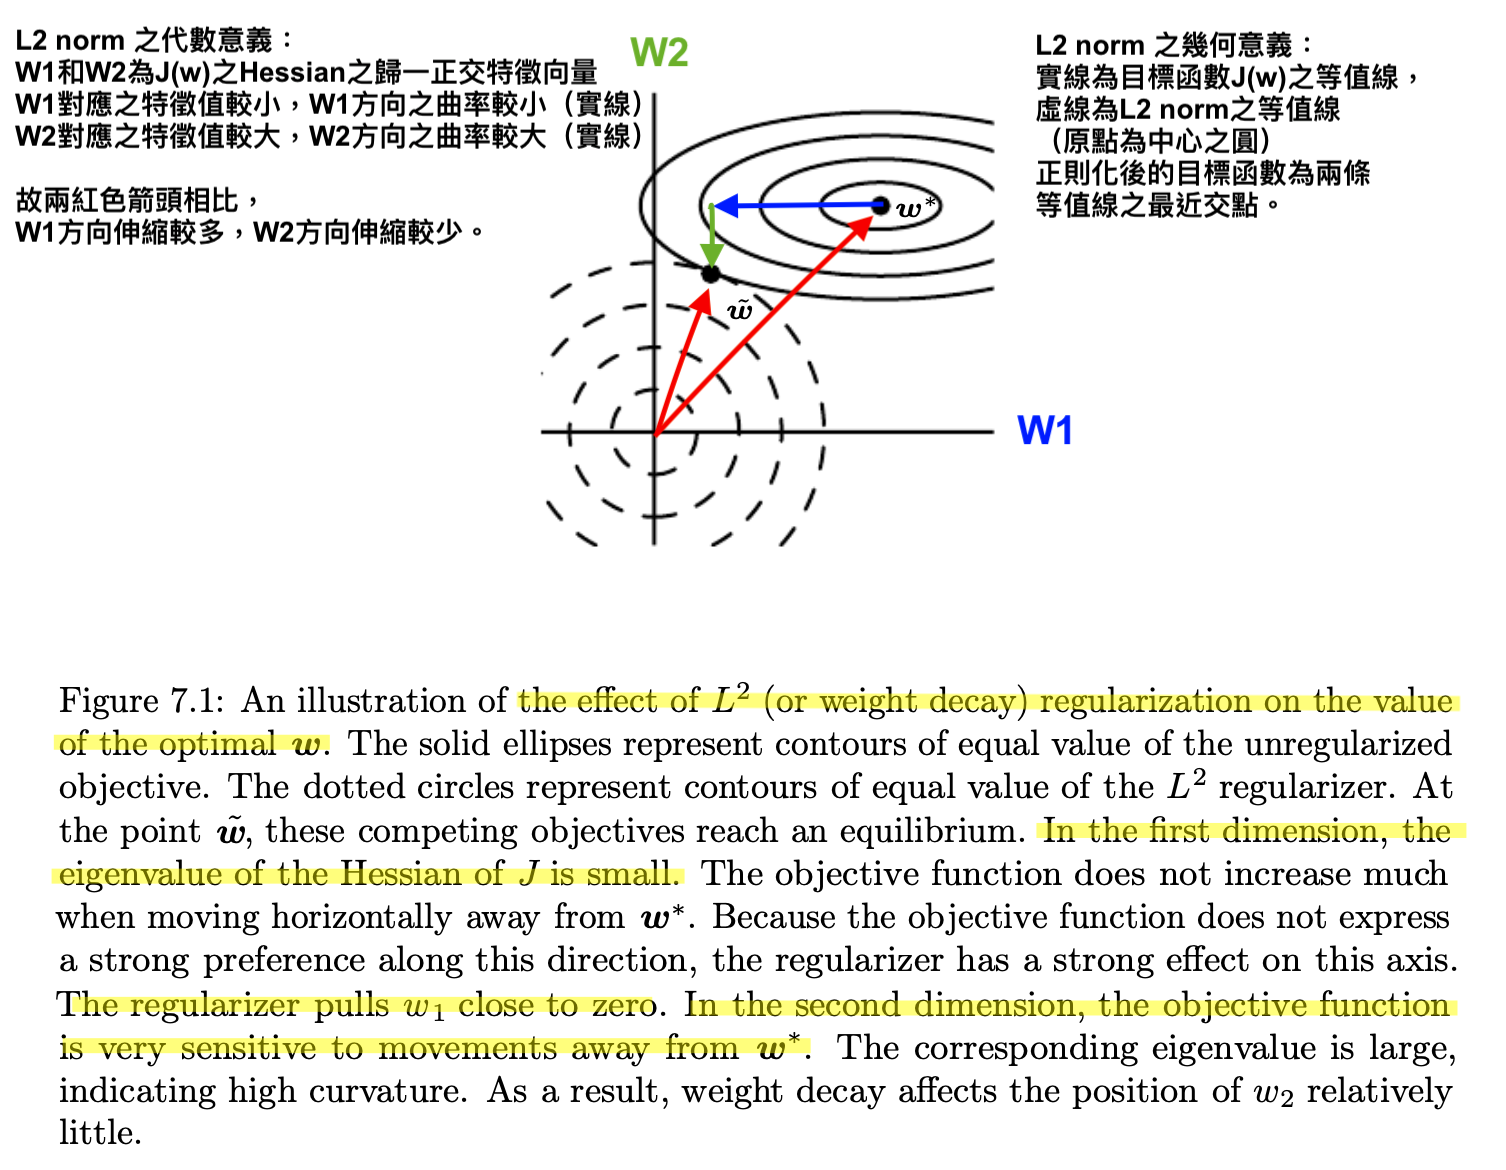 L2 norm 之代數意義：
W1和W2為J(w)之Hessian之歸一正交特徵向量
W1對應之特徵值較小，W1方向之曲率較小（實線）
W2對應之特徵值較大，W2方向之曲率較大（實線）
故兩紅色箭頭相比，
W1方向伸縮較多，W2方向伸縮較少。
W2
L2 norm 之幾何意義：
實線為目標函數J(w)之等值線，
虛線為L2 norm之等值線
（原點為中心之圓）
正則化後的目標函數為兩條
等值線之最近交點。
w*
w̃
W1
Figure 7.1: An illustration of the effect of L² (or weight decay) regularization on the value
of the optimal w. The solid ellipses represent contours of equal value of the unregularized
objective. The dotted circles represent contours of equal value of the L² regularizer. At
the point w̃, these competing objectives reach an equilibrium. In the first dimension, the
eigenvalue of the Hessian of J is small. The objective function does not increase much
when moving horizontally away from w*. Because the objective function does not express
a strong preference along this direction, the regularizer has a strong effect on this axis.
The regularizer pulls w₁ close to zero. In the second dimension, the objective function
is very sensitive to movements away from w*. The corresponding eigenvalue is large,
indicating high curvature. As a result, weight decay affects the position of w₂ relatively
little.